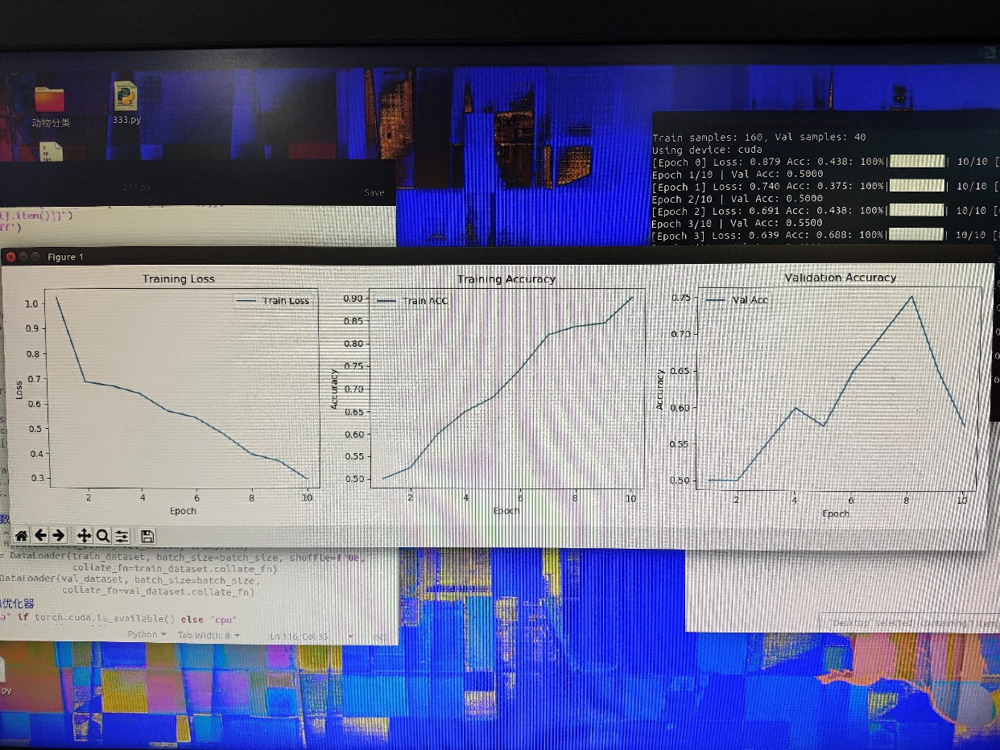 动物分类
333.py
211.py
Save
i].item()]}")
ff')
Train samples: 160, Val samples: 40
Using device: cuda
[Epoch 0] Loss: 0.879 Acc: 0.438: 100%| | 10/10 [
Epoch 1/10 | Val Acc: 0.5000
[Epoch 1] Loss: 0.740 Acc: 0.375: 100%| | 10/10 [
Epoch 2/10 | Val Acc: 0.5000
[Epoch 2] Loss: 0.691 Acc: 0.438: 100%| | 10/10 [
Epoch 3/10 | Val Acc: 0.5500
[Epoch 3] Loss: 0.639 Acc: 0.688: 100%| | 10/10 [
Figure 1
Training Loss
Train Loss
1.0
0.9
0.8
0.7
0.6
0.5
0.4
0.3
Loss
2 4 6 8 10
Epoch
Training Accuracy
Train ACC
0.90
0.85
0.80
0.75
0.70
0.65
0.60
0.55
0.50
Accuracy
2 4 6 8 10
Epoch
Validation Accuracy
Val Acc
0.75
0.70
0.65
0.60
0.55
0.50
Accuracy
2 4 6 8 10
Epoch
数
= DataLoader(train_dataset, batch_size=batch_size, shuffle=True,
collate_fn=train_dataset.collate_fn)
DataLoader(val_dataset, batch_size=batch_size,
collate_fn=val_dataset.collate_fn)
优化器
a" if torch.cuda.is_available() else "cpu"
Python Tab Width: 8 Ln 116, Col 35 INS
"Desktop" selected (containing 1 item)
.py